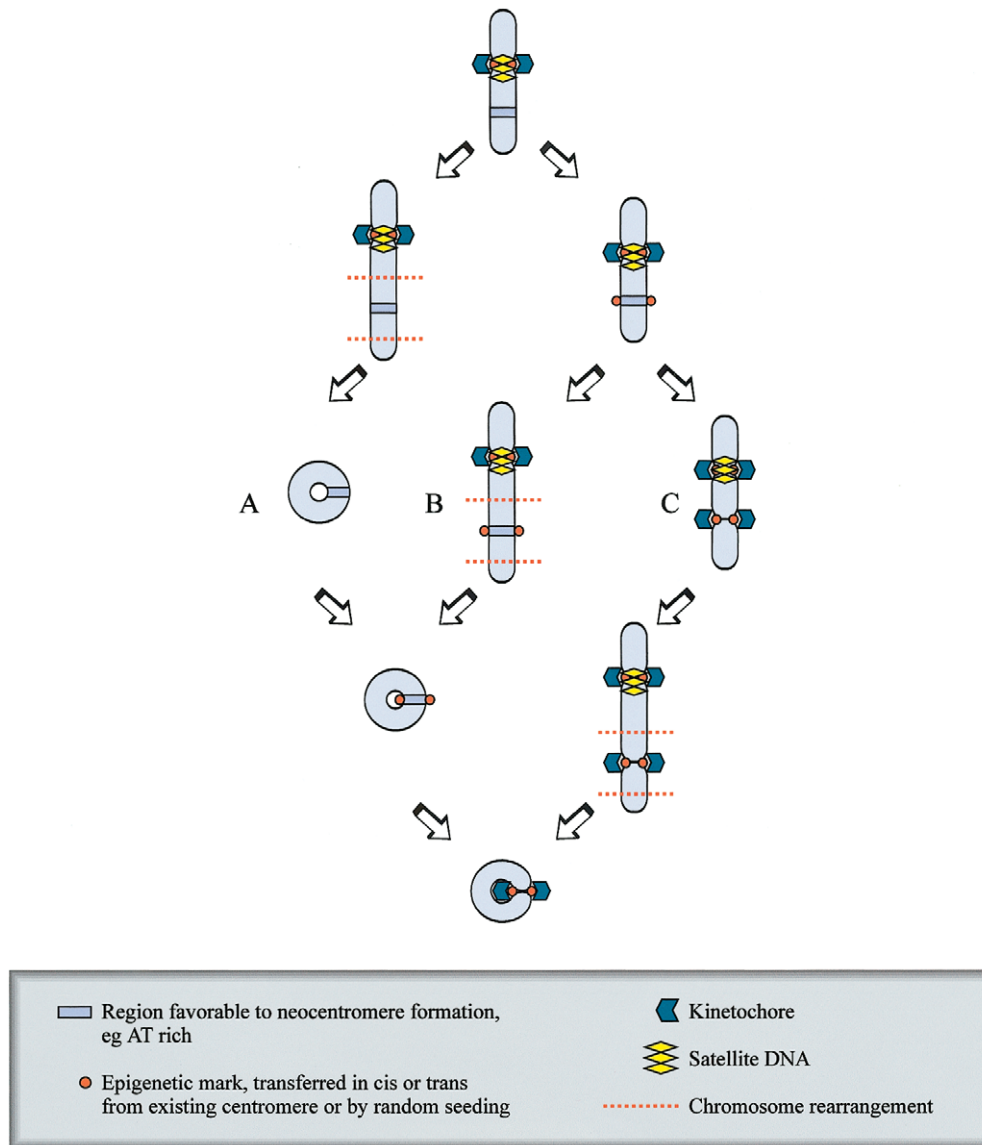 A
B
C
Region favorable to neocentromere formation,
eg AT rich
Epigenetic mark, transferred in cis or trans
from existing centromere or by random seeding
Kinetochore
Satellite DNA
Chromosome rearrangement